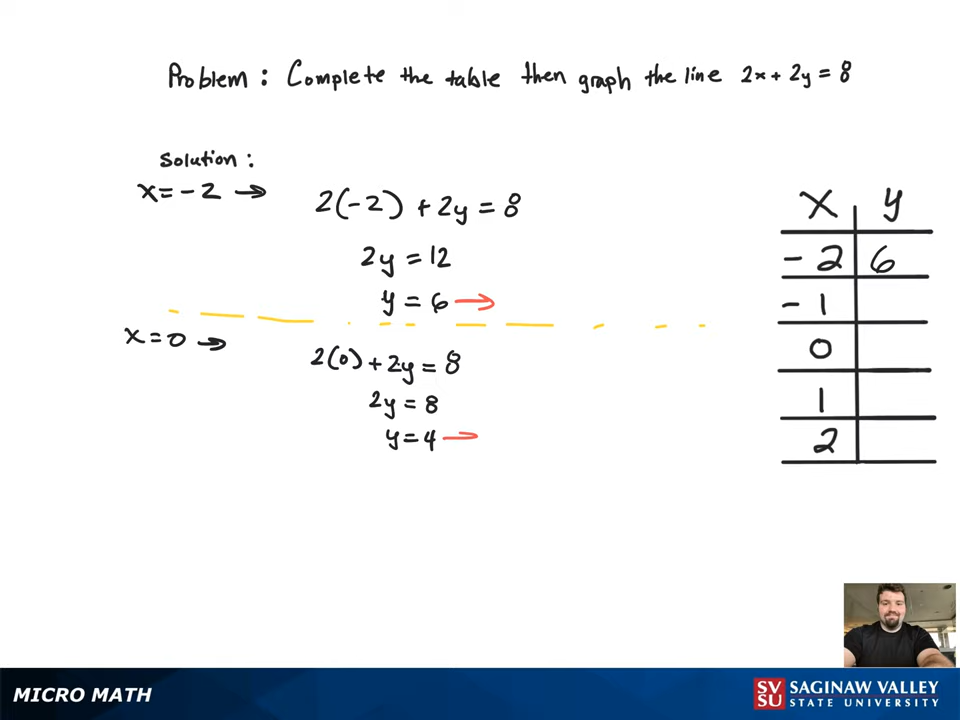 Problem: Complete the table then graph the line 2x + 2y = 8
Solution:
x = -2 →
2(-2) + 2y = 8
2y = 12
y = 6 →
x = 0 →
2(0) + 2y = 8
2y = 8
y = 4 →
x y
-2 6
-1
0
1
2
MICRO MATH
SV
SU
SAGINAW VALLEY
STATE UNIVERSITY